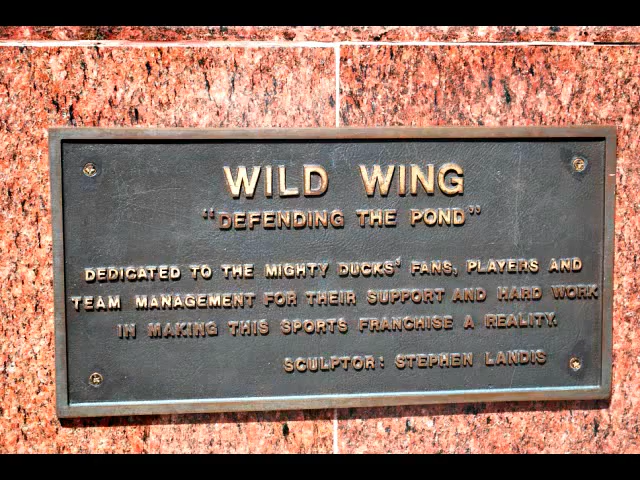 WILD WING
"DEFENDING THE POND"
DEDICATED TO THE MIGHTY DUCKS' FANS, PLAYERS AND
TEAM MANAGEMENT FOR THEIR SUPPORT AND HARD WORK
IN MAKING THIS SPORTS FRANCHISE A REALITY.
SCULPTOR: STEPHEN LANDIS